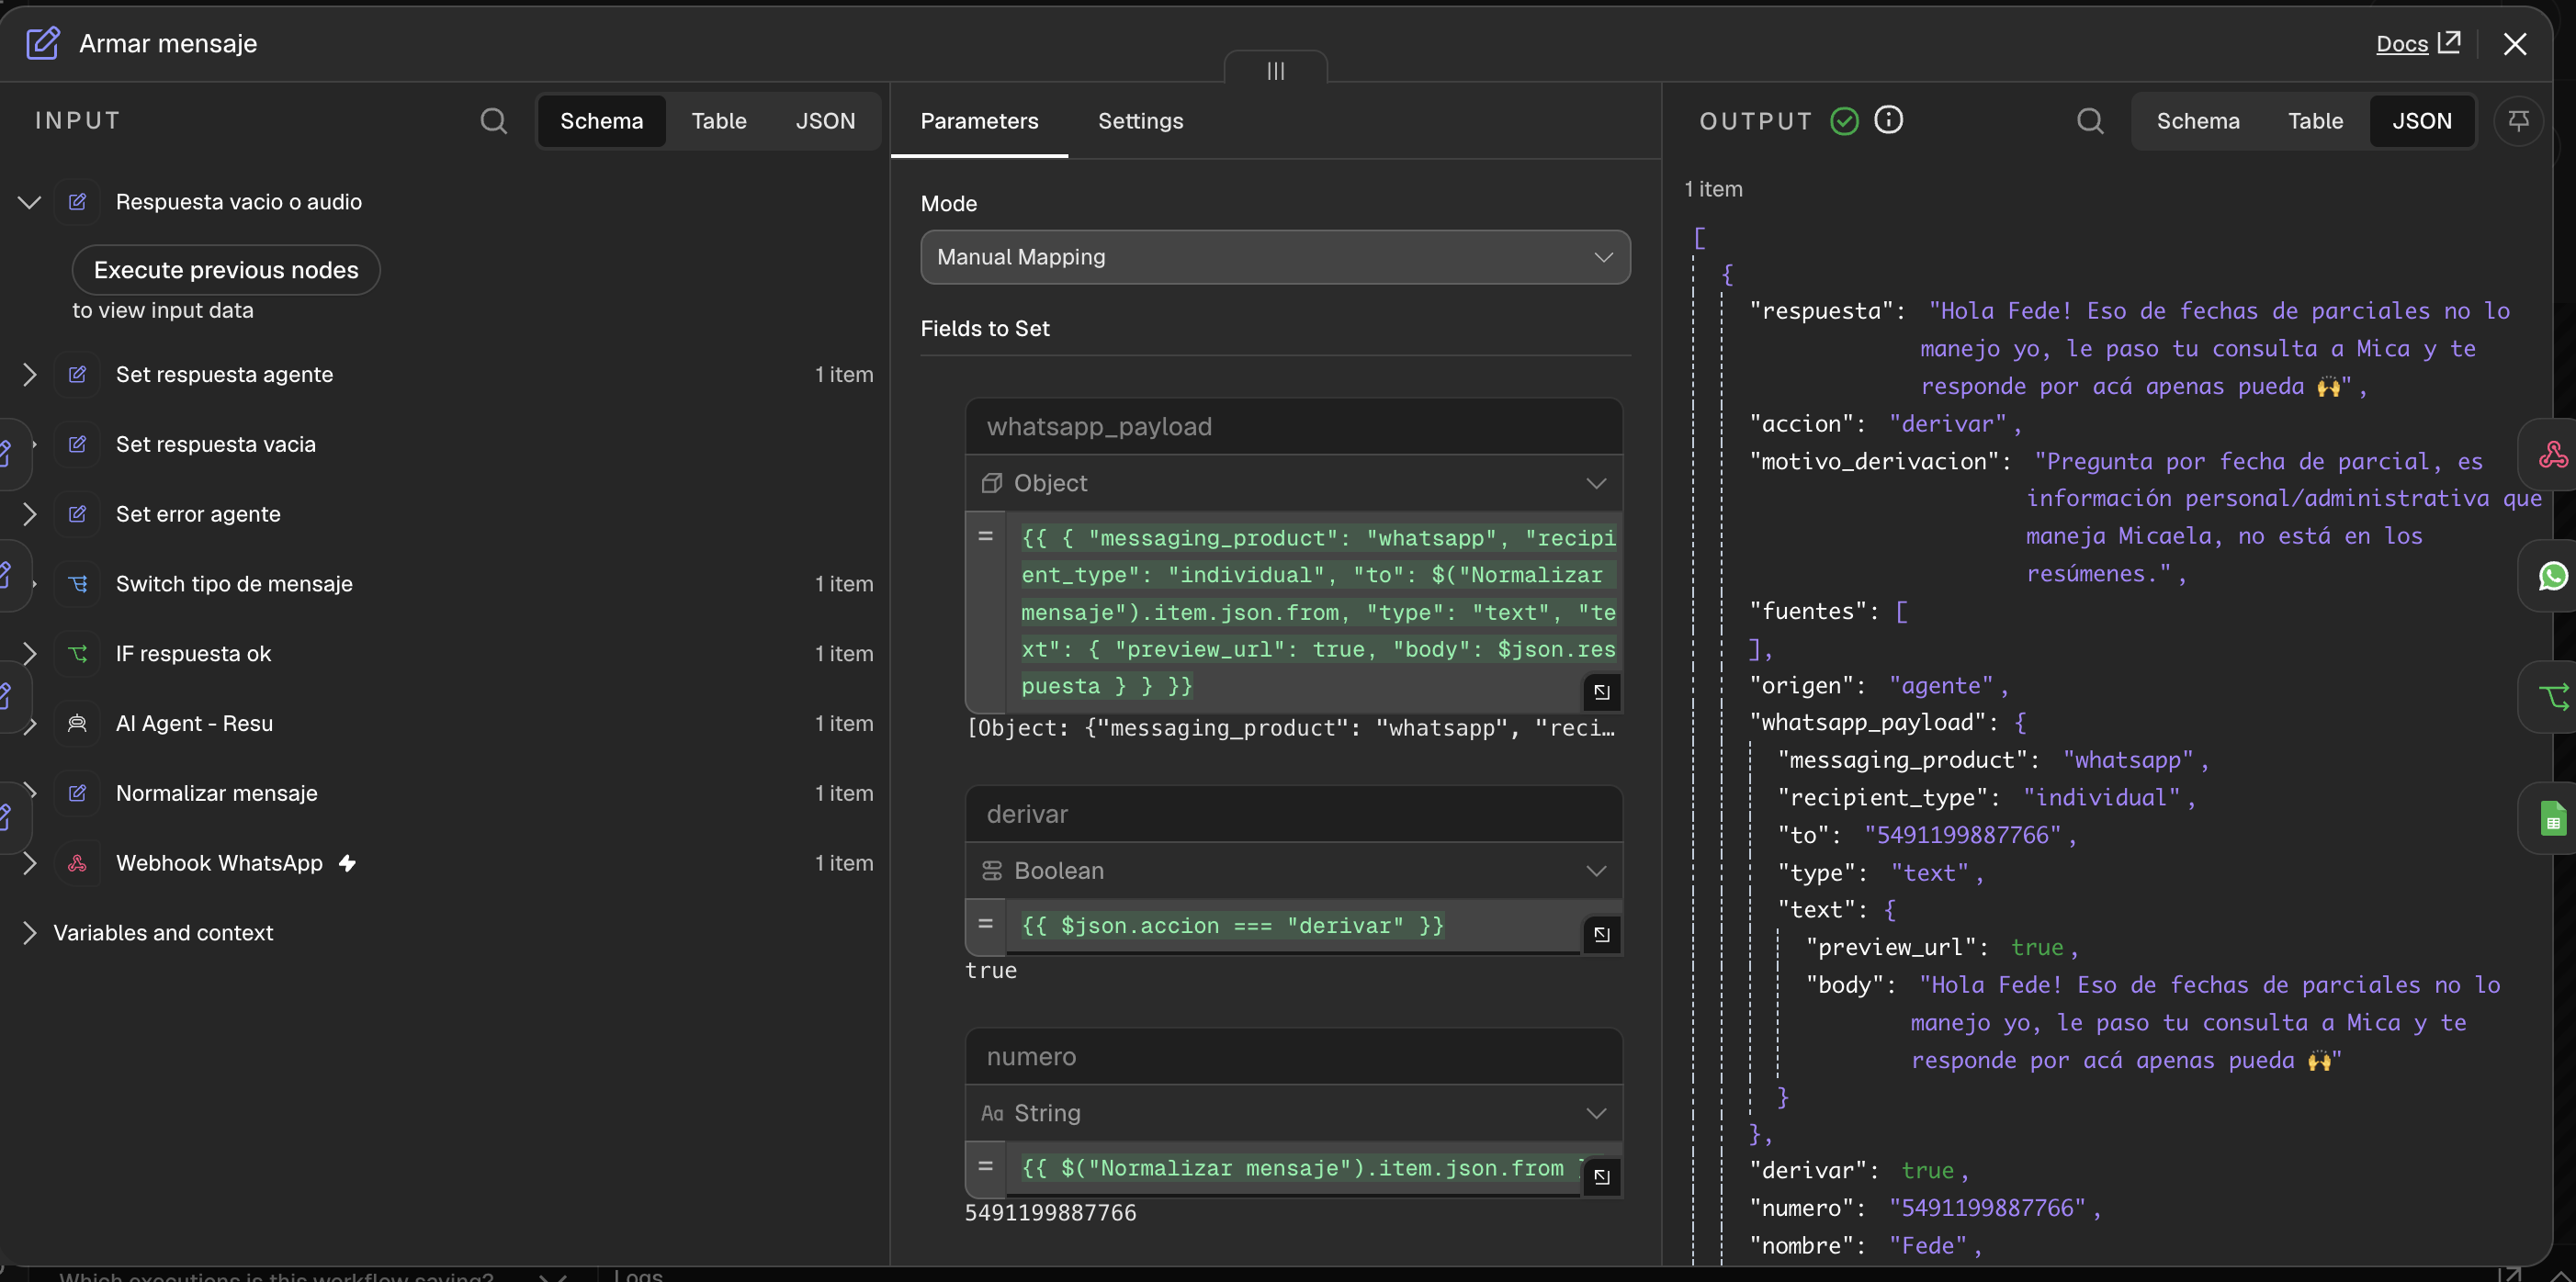 Armar mensaje
Docs
INPUT
Schema
Table
JSON
Respuesta vacio o audio
Execute previous nodes
to view input data
Set respuesta agente
1 item
Set respuesta vacia
Set error agente
Switch tipo de mensaje
1 item
IF respuesta ok
1 item
AI Agent - Resu
1 item
Normalizar mensaje
1 item
Webhook WhatsApp
1 item
Variables and context
Parameters
Settings
Mode
Manual Mapping
Fields to Set
whatsapp_payload
Object
=
{{ { "messaging_product": "whatsapp", "recipi
ent_type": "individual", "to": $("Normalizar
mensaje").item.json.from, "type": "text", "te
xt": { "preview_url": true, "body": $json.res
puesta } } }}
[Object: {"messaging_product": "whatsapp", "reci…
derivar
Boolean
=
{{ $json.accion === "derivar" }}
true
numero
Aa String
=
{{ $("Normalizar mensaje").item.json.from }
5491199887766
OUTPUT
Schema
Table
JSON
1 item
[
{
"respuesta": "Hola Fede! Eso de fechas de parciales no lo
manejo yo, le paso tu consulta a Mica y te
responde por acá apenas pueda 🙌",
"accion": "derivar",
"motivo_derivacion": "Pregunta por fecha de parcial, es
información personal/administrativa que
maneja Micaela, no está en los
resúmenes.",
"fuentes": [
],
"origen": "agente",
"whatsapp_payload": {
"messaging_product": "whatsapp",
"recipient_type": "individual",
"to": "5491199887766",
"type": "text",
"text": {
"preview_url": true,
"body": "Hola Fede! Eso de fechas de parciales no lo
manejo yo, le paso tu consulta a Mica y te
responde por acá apenas pueda 🙌"
}
},
"derivar": true,
"numero": "5491199887766",
"nombre": "Fede",
Which executions is this workflow saving?
Logs